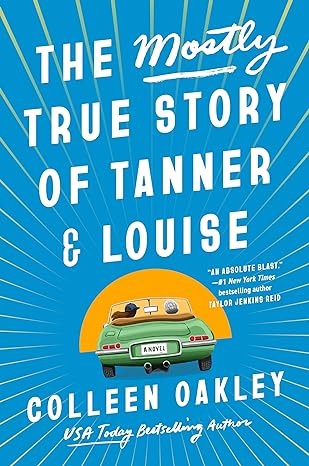 THE Mostly
TRUE STORY
OF TANNER
& LOUISE
"AN ABSOLUTE BLAST."
—#1 New York Times
bestselling author
TAYLOR JENKINS REID
A NOVEL
COLLEEN OAKLEY
USA Today Bestselling Author